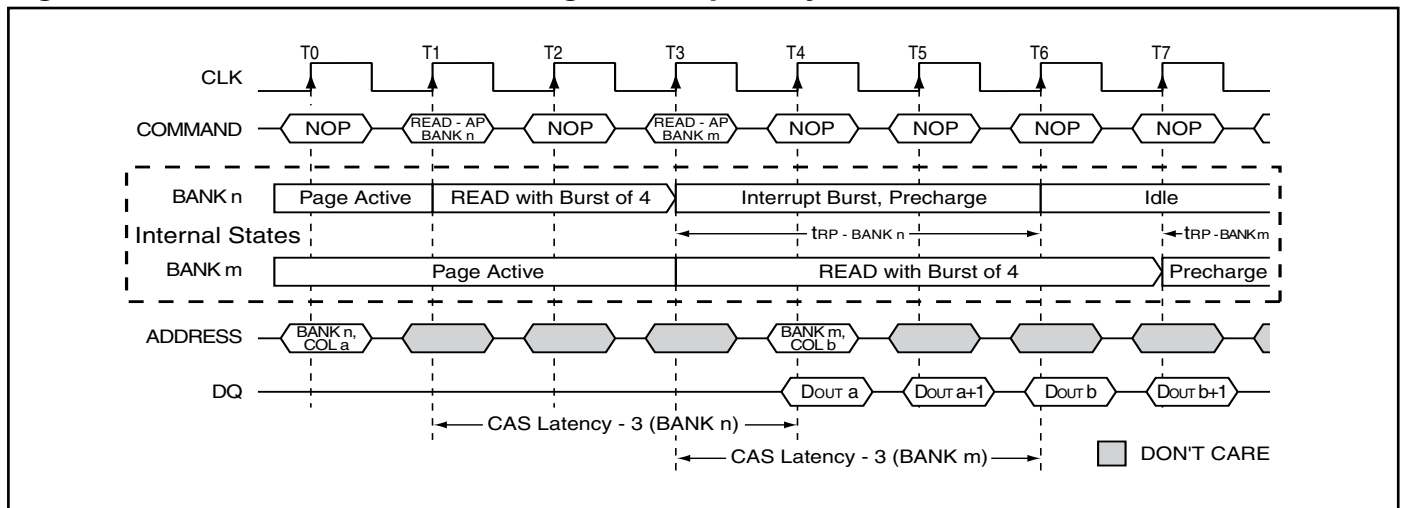 T0 T1 T2 T3 T4 T5 T6 T7
CLK
COMMAND NOP READ - AP BANK n NOP READ - AP BANK m NOP NOP NOP NOP
BANK n Page Active READ with Burst of 4 Interrupt Burst, Precharge Idle
Internal States tRP - BANK n tRP - BANK m
BANK m Page Active READ with Burst of 4 Precharge
ADDRESS BANK n, COL a BANK m, COL b
DQ DOUT a DOUT a+1 DOUT b DOUT b+1
CAS Latency - 3 (BANK n)
CAS Latency - 3 (BANK m) DON'T CARE